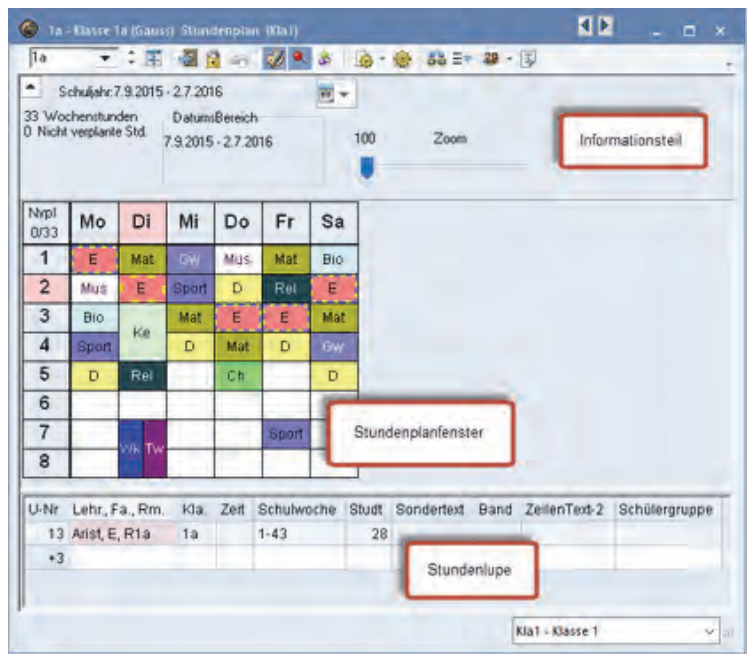 1a - Klasse 1a (Gauss) Stundenplan (Kla1)
1a
Schuljahr:7.9.2015 - 2.7.2016
33 Wochenstunden
0 Nicht verplante Std.
DatumsBereich
7.9.2015 - 2.7.2016
100 Zoom
Informationsteil
Nvpl 0/33 Mo Di Mi Do Fr Sa
1 E Mat Gw Mus Mat Bio
2 Mus E Sport D Rel E
3 Bio Ke Mat E E Mat
4 Sport D Mat D Gw
5 D Rel Ch D
6
7 Wk Tw Sport
8
Stundenplanfenster
U-Nr Lehr., Fa., Rm. Kla. Zeit Schulwoche Studt Sondertext Band ZeilenText-2 Schülergruppe
13 Arist, E, R1a 1a 1-43 28
+3
Stundenlupe
Kla1 - Klasse 1